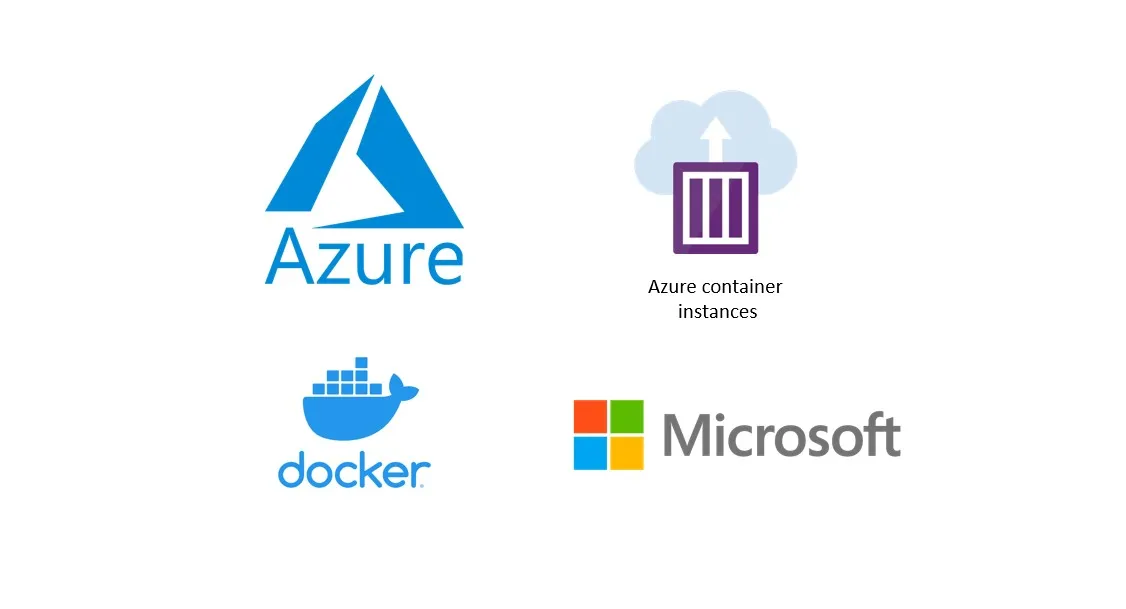 Azure
Azure container
instances
docker
Microsoft